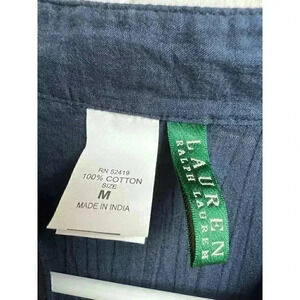 RN 52419
100% COTTON
SIZE
M
MADE IN INDIA
LAUREN
RALPH LAUREN